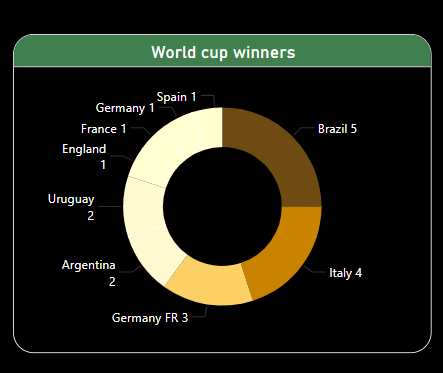 World cup winners
Spain 1
Germany 1
France 1
England
1
Uruguay
2
Argentina
2
Germany FR 3
Italy 4
Brazil 5